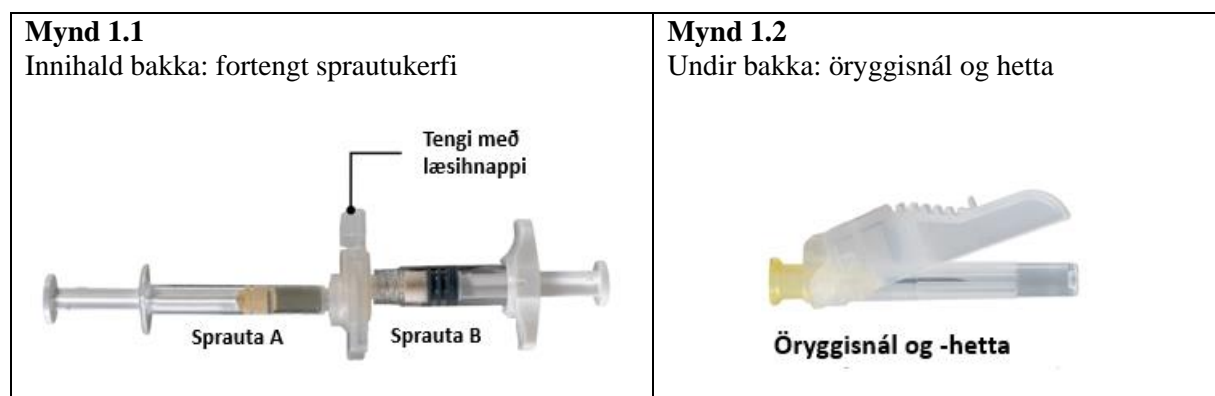 Mynd 1.1
Innihald bakka: fortengt sprautukerfi
Tengi með
læsihnappi
Sprauta A
Sprauta B
Mynd 1.2
Undir bakka: öryggisnál og hetta
Öryggisnál og -hetta